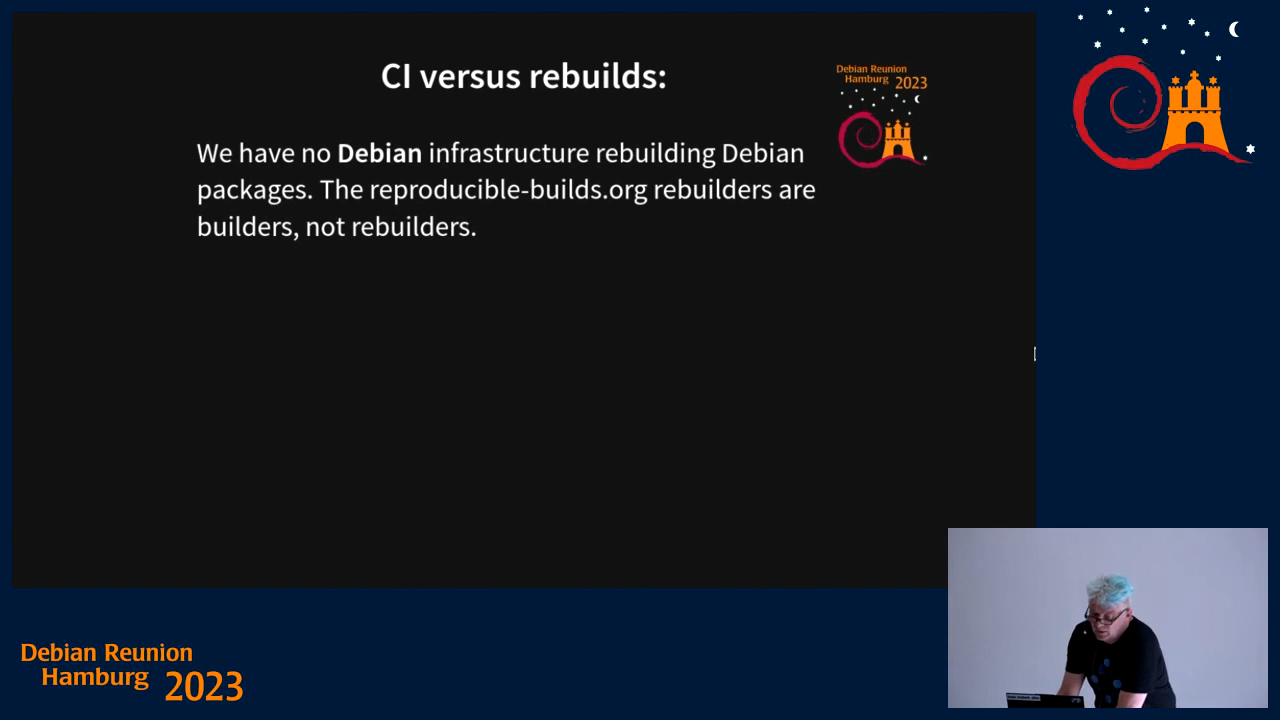 CI versus rebuilds:
Debian Reunion
Hamburg 2023
We have no Debian infrastructure rebuilding Debian
packages. The reproducible-builds.org rebuilders are
builders, not rebuilders.
Debian Reunion
Hamburg 2023